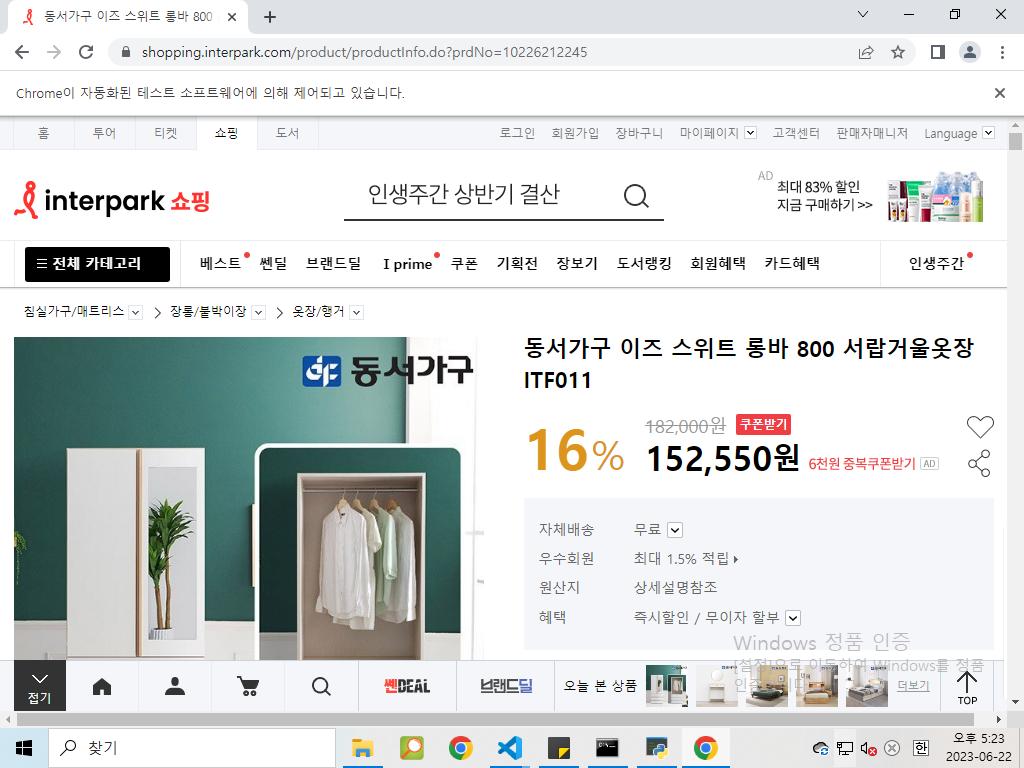 동서가구 이즈 스위트 롱바 800
shopping.interpark.com/product/productInfo.do?prdNo=10226212245
Chrome이 자동화된 테스트 소프트웨어에 의해 제어되고 있습니다.
홈 투어 티켓 쇼핑 도서 로그인 회원가입 장바구니 마이페이지 고객센터 판매자매니저 Language
interpark 쇼핑
인생주간 상반기 결산
AD
최대 83% 할인
지금 구매하기 >>
전체 카테고리 베스트 쎈딜 브랜드딜 I prime 쿠폰 기획전 장보기 도서랭킹 회원혜택 카드혜택 인생주간
침실가구/매트리스 장롱/붙박이장 옷장/행거
동서가구
동서가구 이즈 스위트 롱바 800 서랍거울옷장
ITF011
16%
182,000원 쿠폰받기
152,550원 6천원 중복쿠폰받기 AD
자체배송 무료
우수회원 최대 1.5% 적립
원산지 상세설명참조
혜택 즉시할인 / 무이자 할부
Windows 정품 인증
[설정]으로 이동하여 Windows를 정품
접기 쎈DEAL 브랜드딜 오늘 본 상품 더보기 TOP
찾기
오후 5:23
2023-06-22
한